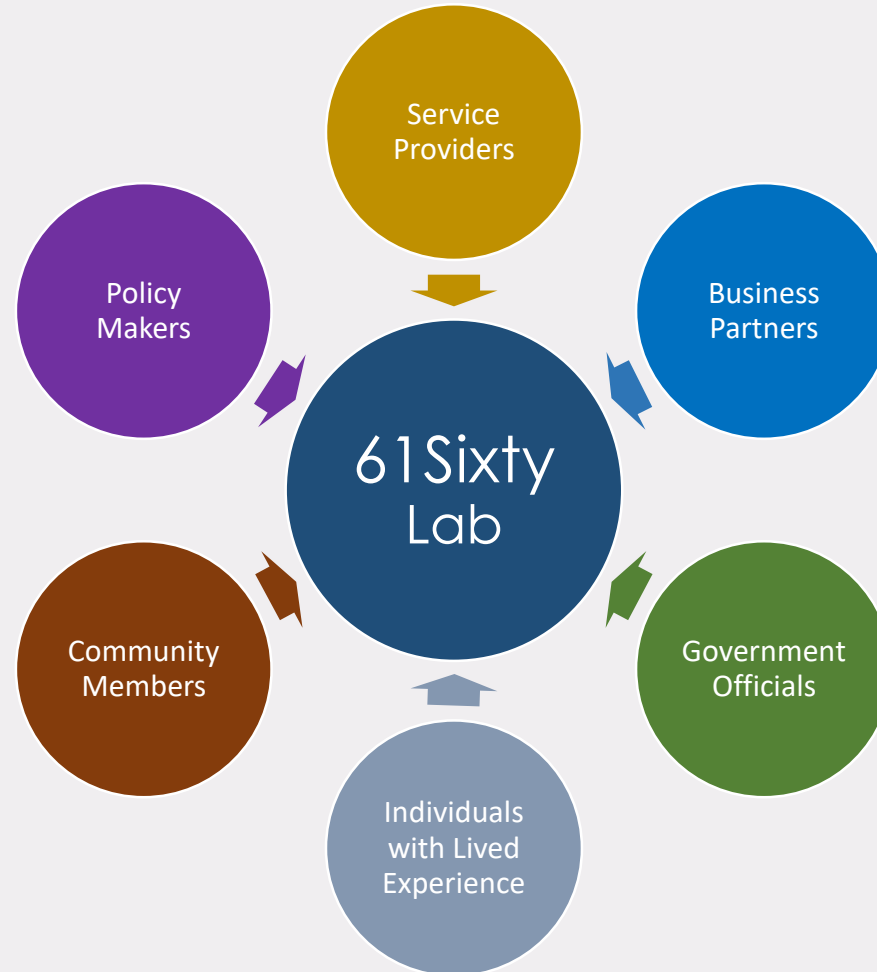 Service
Providers
Policy
Makers
Business
Partners
61Sixty
Lab
Community
Members
Government
Officials
Individuals
with Lived
Experience